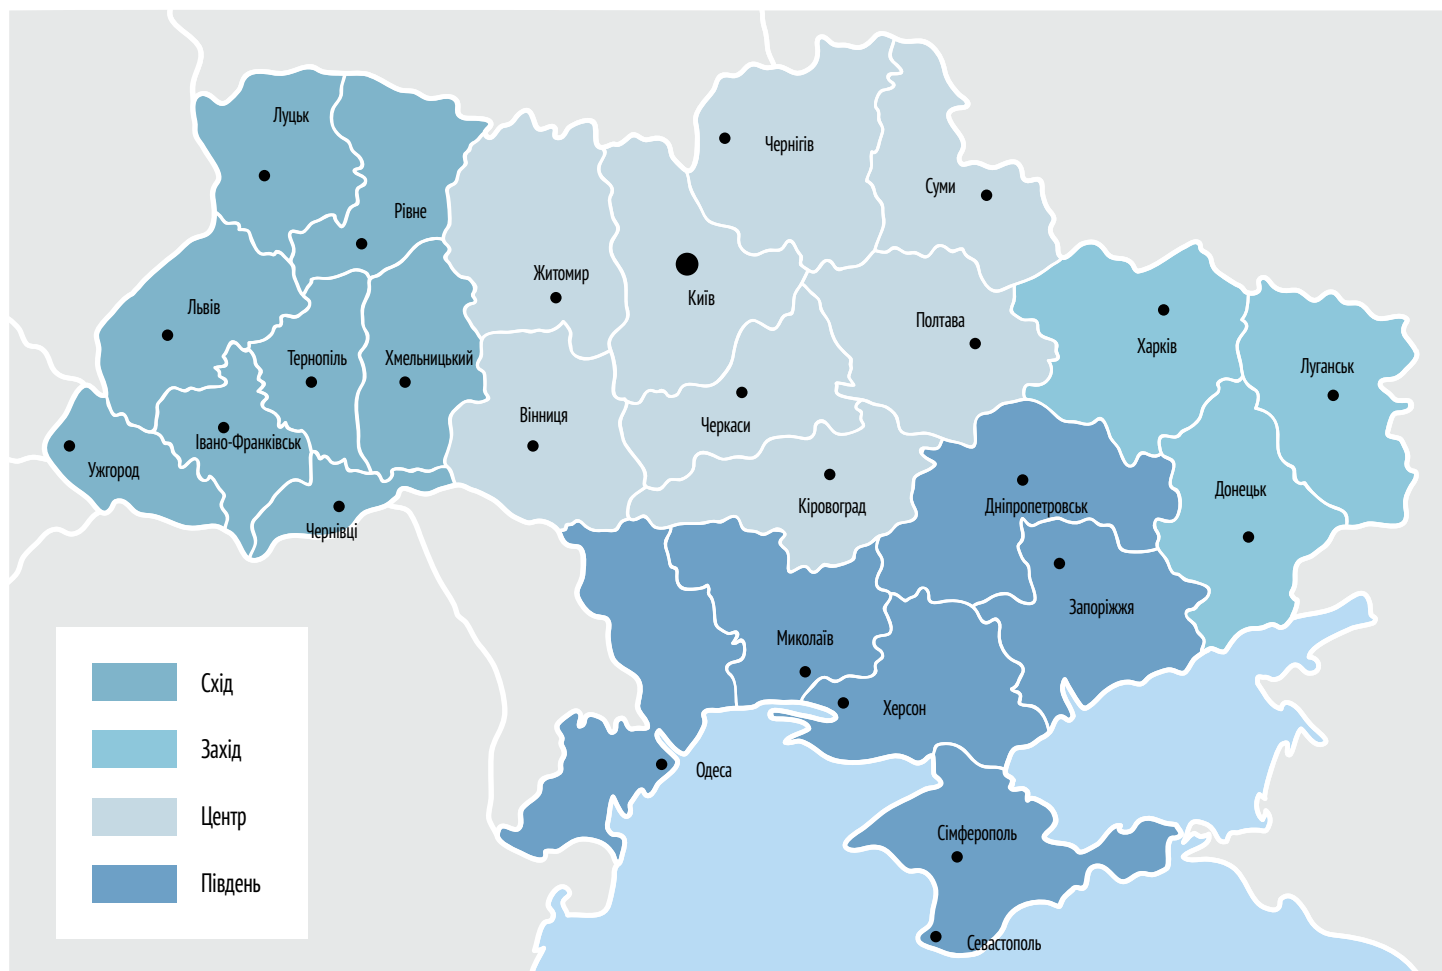 Луцьк
Рівне
Чернігів
Суми
Житомир
Київ
Львів
Полтава
Харків
Луганськ
Тернопіль
Хмельницький
Вінниця
Черкаси
Івано-Франківськ
Ужгород
Чернівці
Кіровоград
Дніпропетровськ
Донецьк
Запоріжжя
Миколаїв
Херсон
Одеса
Сімферополь
Севастополь
Схід
Захід
Центр
Південь